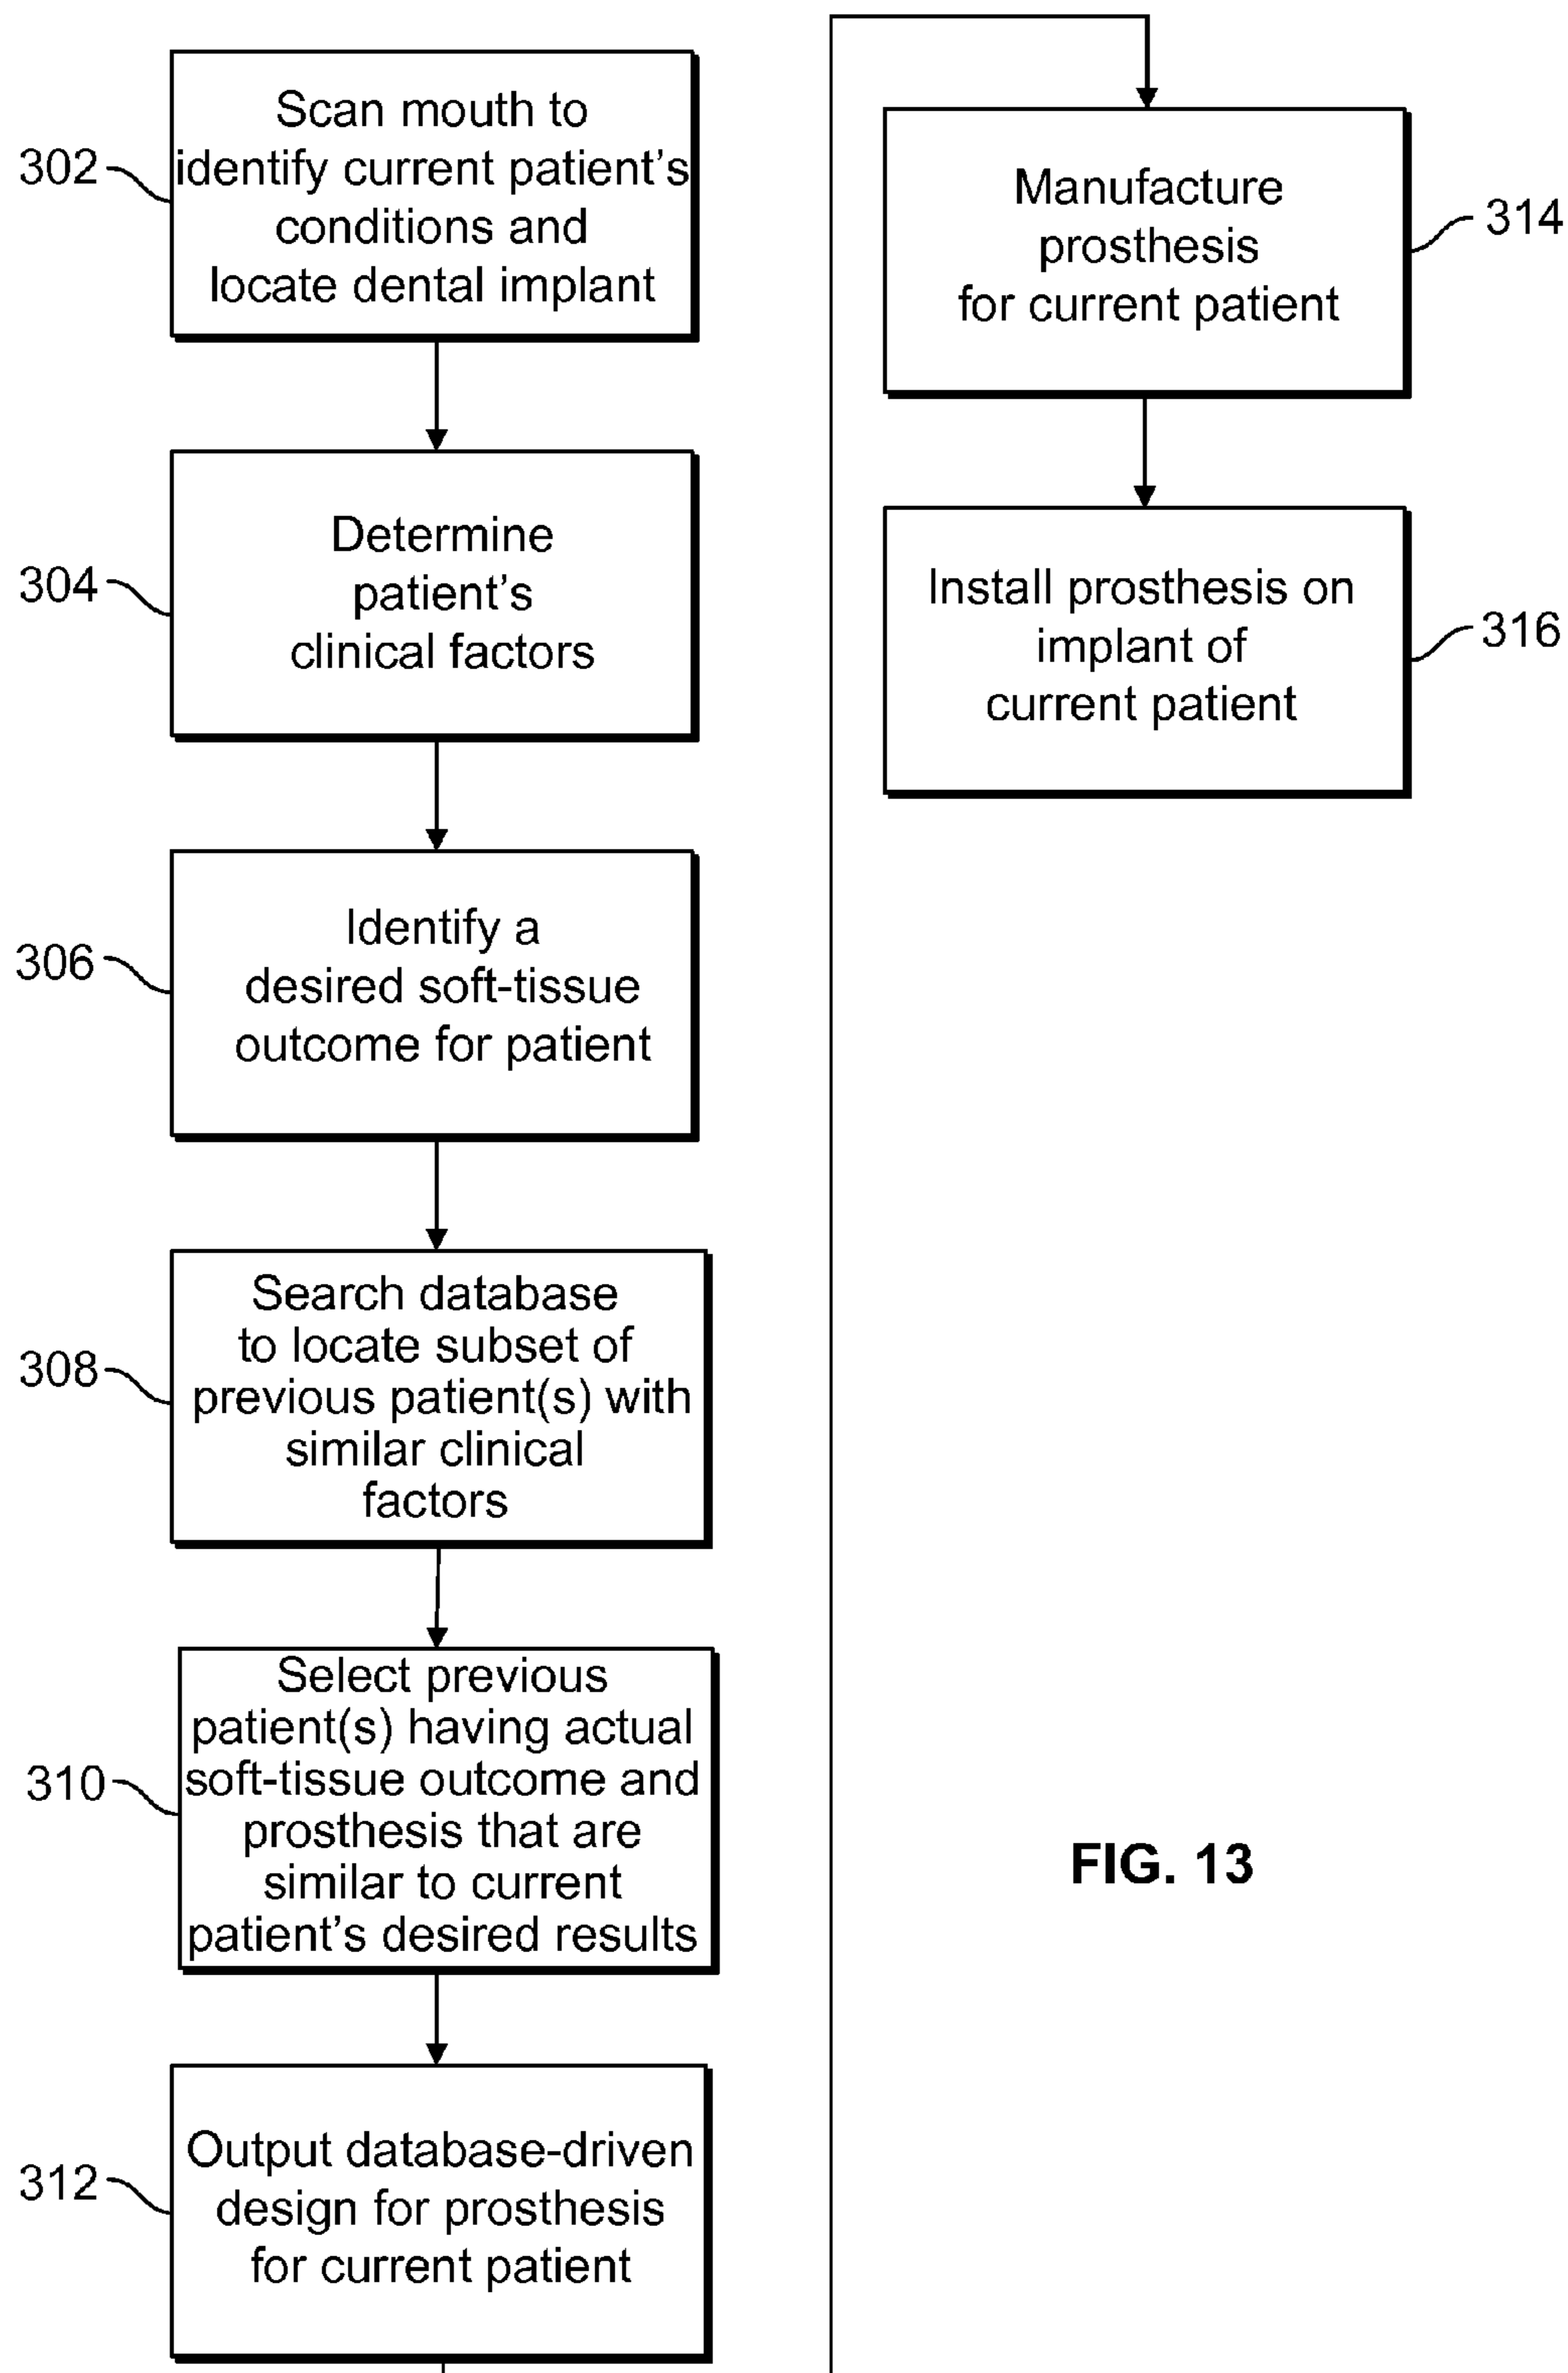 302
Scan mouth to
identify current patient's
conditions and
locate dental implant
304
Determine
patient's
clinical factors
306
Identify a
desired soft-tissue
outcome for patient
308
Search database
to locate subset of
previous patient(s) with
similar clinical
factors
310
Select previous
patient(s) having actual
soft-tissue outcome and
prosthesis that are
similar to current
patient's desired results
312
Output database-driven
design for prosthesis
for current patient
Manufacture
prosthesis
for current patient
314
Install prosthesis on
implant of
current patient
316
FIG. 13